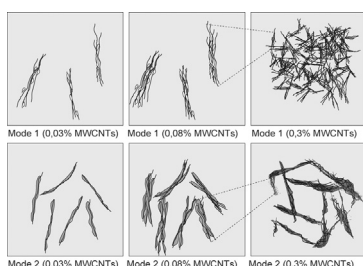 Mode 1 (0,03% MWCNTs) Mode 1 (0,08% MWCNTs) Mode 1 (0,3% MWCNTs)
Mode 2 (0,03% MWCNTs) Mode 2 (0,08% MWCNTs) Mode 2 (0,3% MWCNTs)